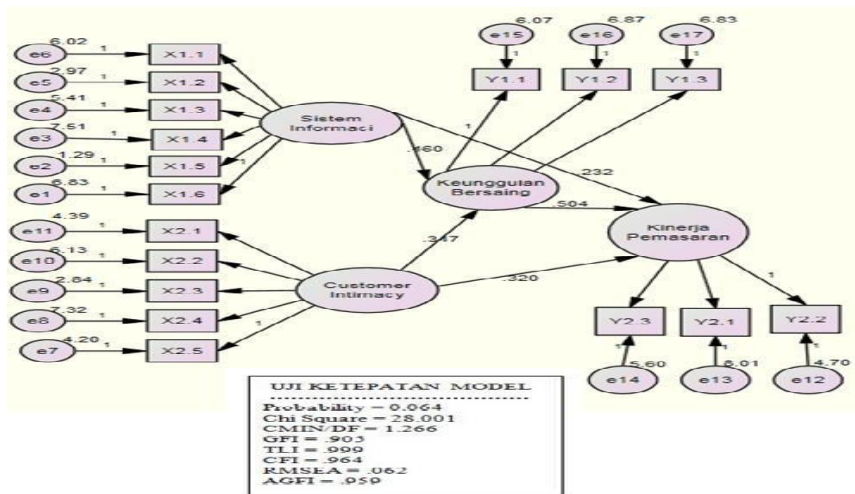 6.02
e6 1 X1.1
2.97
e5 1 X1.2
5.41
e4 1 X1.3
7.51
e3 1 X1.4
1.29
e2 1 X1.5
6.83
e1 1 X1.6
1
4.39
e11 1 X2.1
6.13
e10 1 X2.2
2.84
e9 1 X2.3
7.32
e8 1 X2.4
4.20
e7 1 X2.5
1
Sistem
Informaci
Customer
Intimacy
6.07 6.87 6.83
e15 e16 e17
1 1 1
Y1.1 Y1.2 Y1.3
1
.460
.232
Keunggulan
Bersaing
.504
.347
.320
Kinerja
Pemasaran
1
Y2.3 Y2.1 Y2.2
1 1 1
5.60 4.70
e14 e13 e12
UJI KETEPATAN MODEL
Probability = 0.064
Chi Square = 28.001
CMIN/DF = 1.266
GFI = .903
TLI = .999
CFI = .964
RMSEA = .062
AGFI = .959